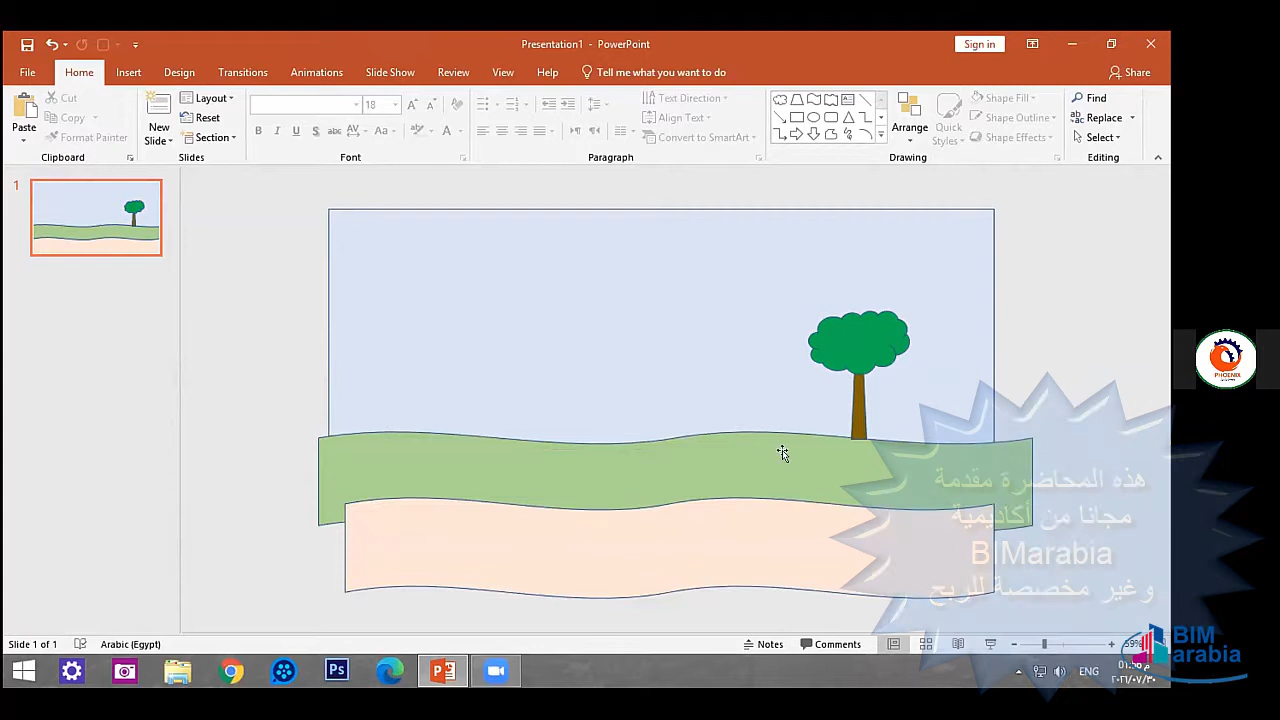 Presentation1 - PowerPoint
Sign in
File Home Insert Design Transitions Animations Slide Show Review View Help Tell me what you want to do
Share
Paste
Cut
Copy
Format Painter
Clipboard
New Slide
Layout
Reset
Section
Slides
18
Font
Text Direction
Align Text
Convert to SmartArt
Paragraph
Arrange
Quick Styles
Shape Fill
Shape Outline
Shape Effects
Drawing
Find
Replace
Select
Editing
1
PHOENIX
هذه المحاضرة مقدمة
مجانا من أكاديمية
BIMarabia
وغير مخصصة للربح
Slide 1 of 1
Arabic (Egypt)
Notes
Comments
59%
Ps
ENG
BIM
arabia